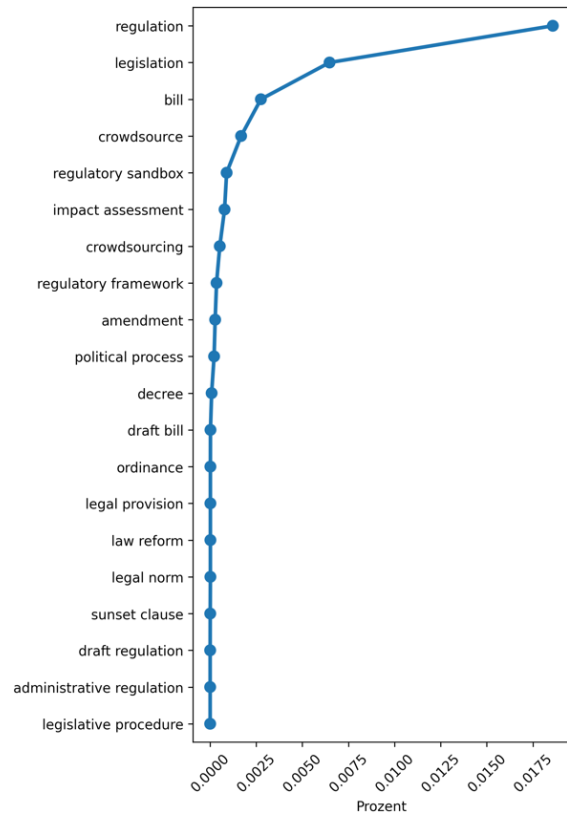 regulation
legislation
bill
crowdsource
regulatory sandbox
impact assessment
crowdsourcing
regulatory framework
amendment
political process
decree
draft bill
ordinance
legal provision
law reform
legal norm
sunset clause
draft regulation
administrative regulation
legislative procedure
0.0000
0.0025
0.0050
0.0075
0.0100
0.0125
0.0150
0.0175
Prozent